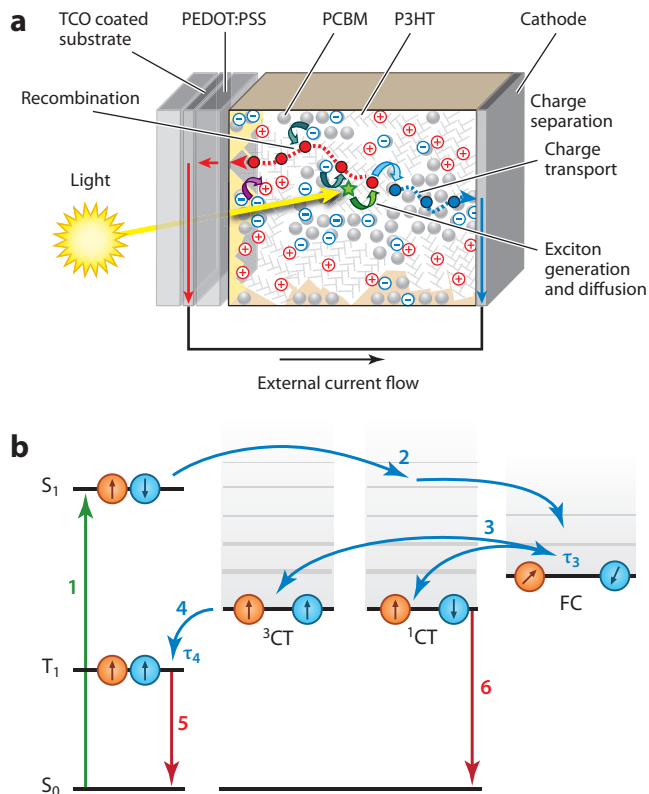 a
TCO coated
substrate
PEDOT:PSS
PCBM
P3HT
Cathode
Recombination
Charge
separation
Charge
transport
Light
Exciton
generation
and diffusion
External current flow
b
S₁
2
3
τ₃
1
FC
4
³CT
¹CT
τ₄
T₁
5
6
S₀